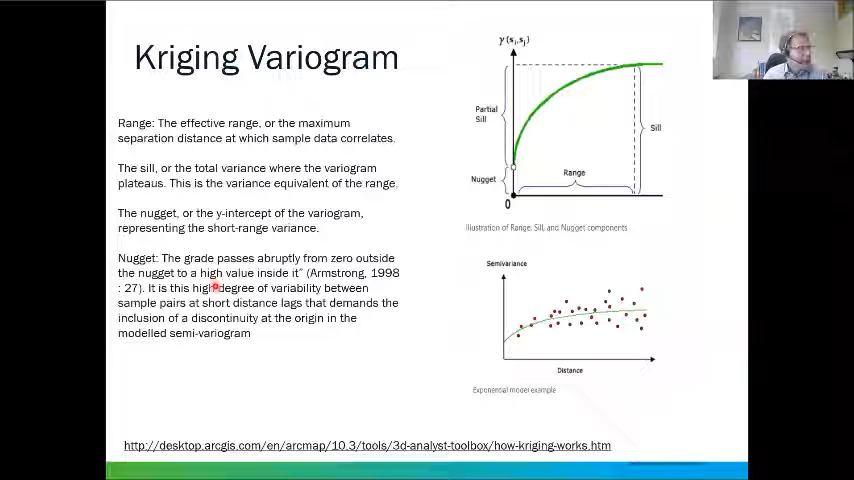 Kriging Variogram
Range: The effective range, or the maximum
separation distance at which sample data correlates.
The sill, or the total variance where the variogram
plateaus. This is the variance equivalent of the range.
The nugget, or the y-intercept of the variogram,
representing the short-range variance.
Nugget: The grade passes abruptly from zero outside
the nugget to a high value inside it” (Armstrong, 1998
: 27). It is this high degree of variability between
sample pairs at short distance lags that demands the
inclusion of a discontinuity at the origin in the
modelled semi-variogram
γ(sᵢ,sⱼ)
Partial
Sill
Sill
Nugget
Range
0
Illustration of Range, Sill, and Nugget components
Semivariance
Distance
Exponential model example
http://desktop.arcgis.com/en/arcmap/10.3/tools/3d-analyst-toolbox/how-kriging-works.htm